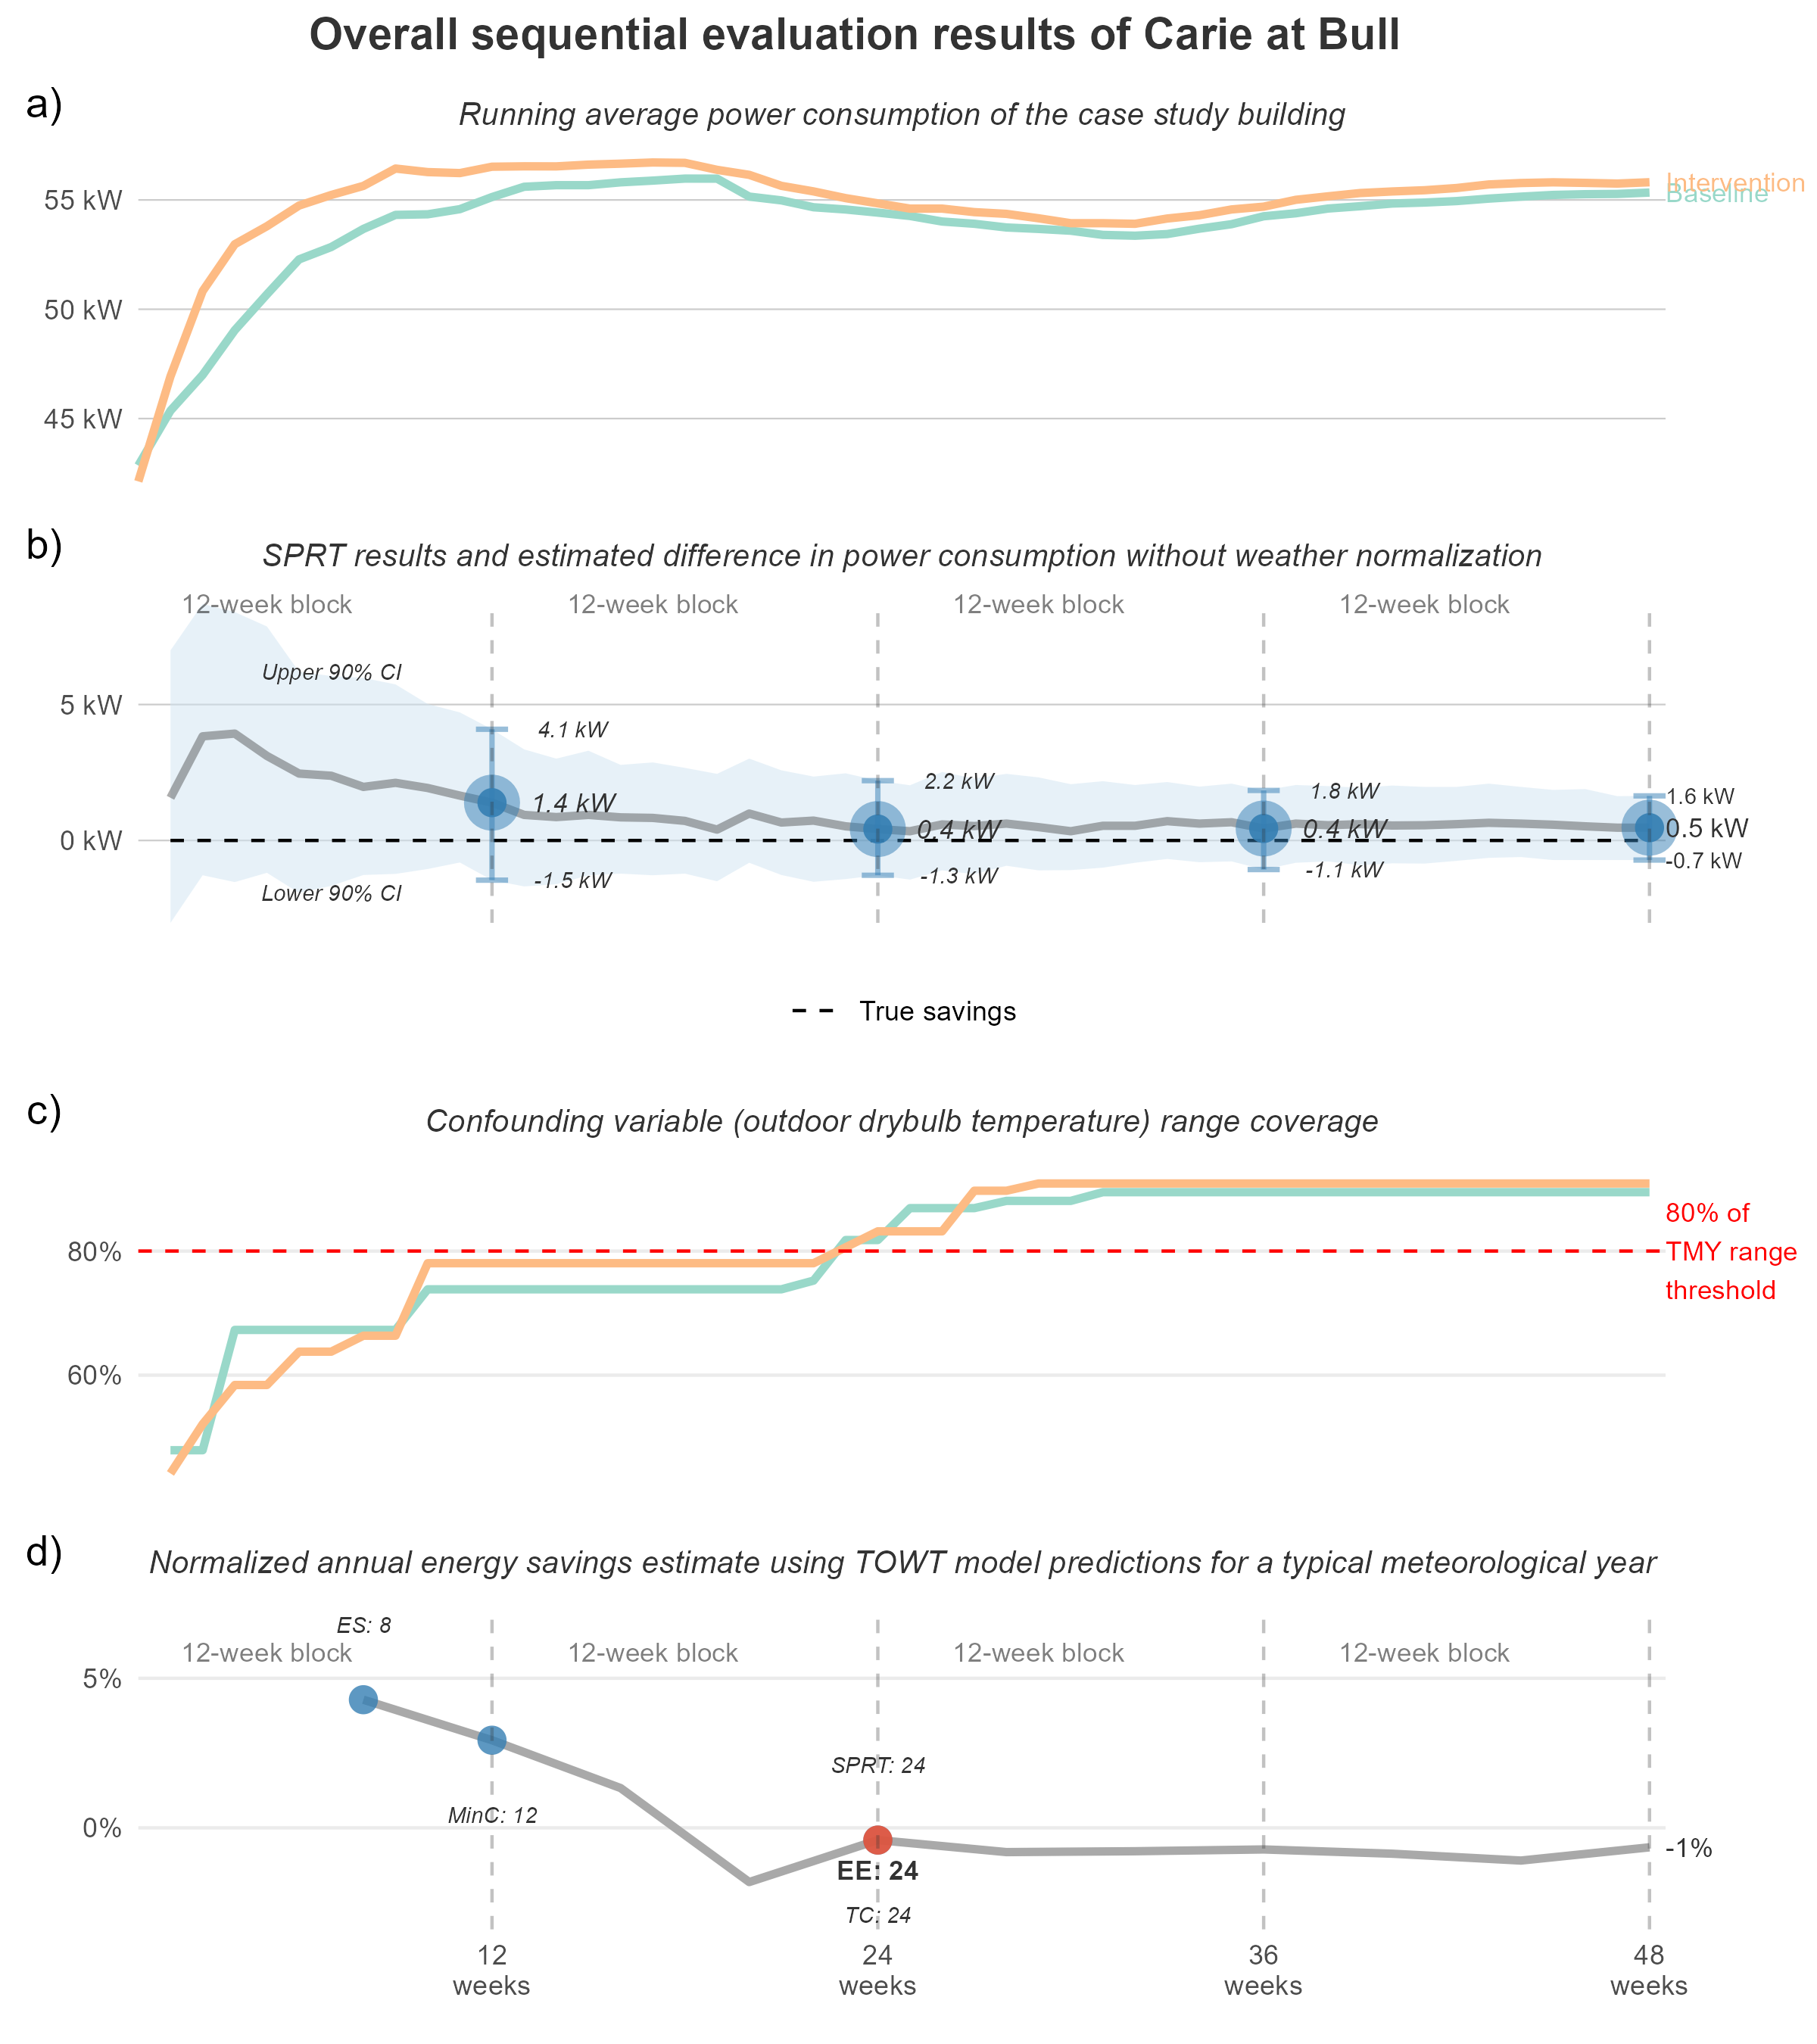 Overall sequential evaluation results of Carie at Bull
a)
Running average power consumption of the case study building
55 kW
50 kW
45 kW
Intervention
Baseline
b)
SPRT results and estimated difference in power consumption without weather normalization
12-week block 12-week block 12-week block 12-week block
Upper 90% CI
5 kW
4.1 kW
2.2 kW
1.8 kW
1.6 kW
1.4 kW
0.4 kW
0.4 kW
0.5 kW
0 kW
-1.5 kW
-1.3 kW
-1.1 kW
-0.7 kW
Lower 90% CI
True savings
c)
Confounding variable (outdoor drybulb temperature) range coverage
80%
60%
80% of
TMY range
threshold
d)
Normalized annual energy savings estimate using TOWT model predictions for a typical meteorological year
ES: 8
12-week block 12-week block 12-week block 12-week block
5%
SPRT: 24
MinC: 12
0%
-1%
EE: 24
TC: 24
12 24 36 48
weeks weeks weeks weeks